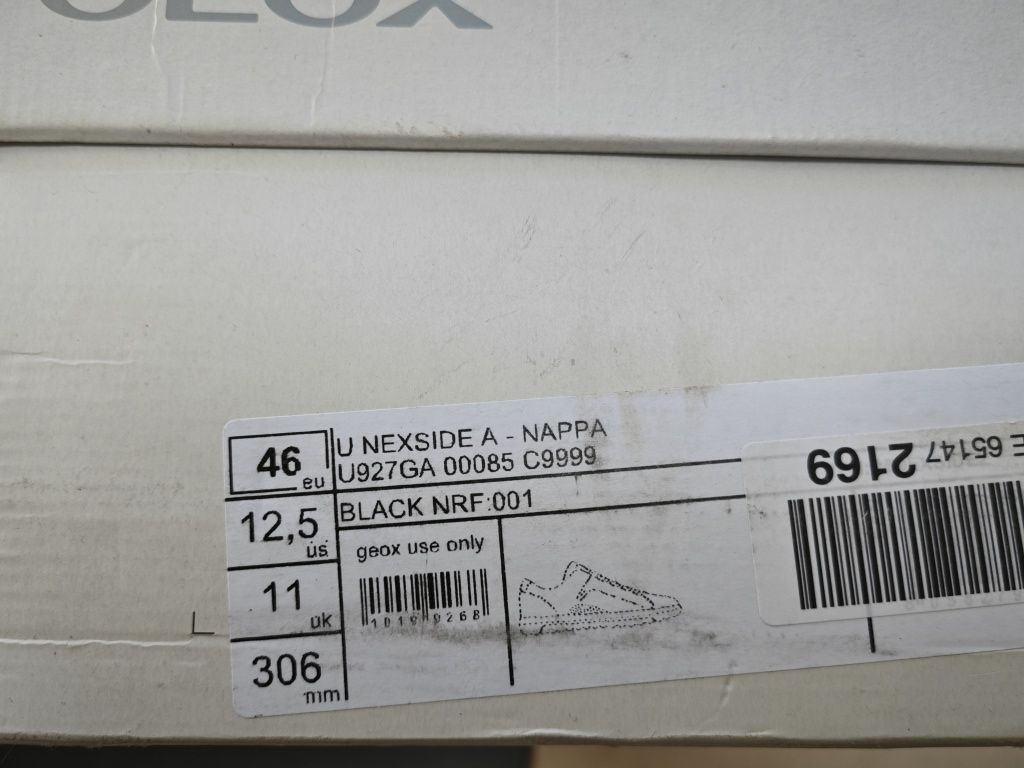 GEOX
46 eu
U NEXSIDE A - NAPPA
U927GA 00085 C9999
12,5 us
BLACK NRF:001
11 uk
geox use only
306 mm
E 65147 2169